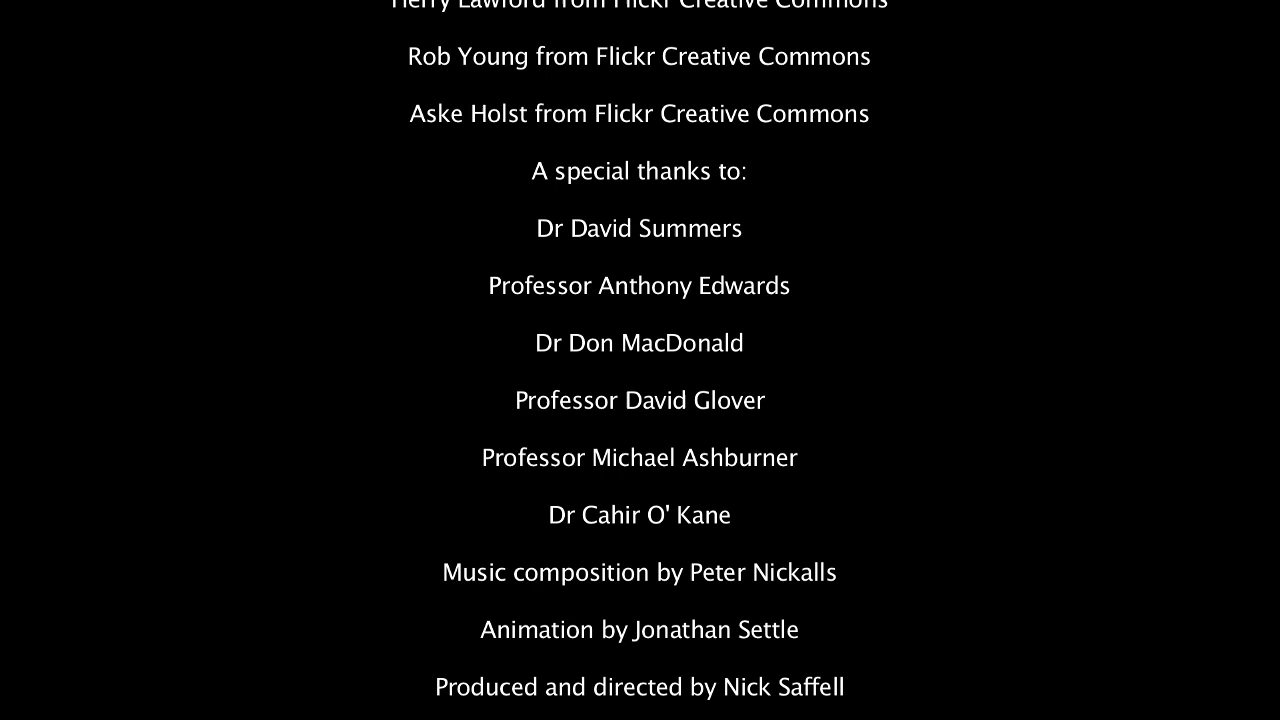 Lawford from Flickr Creative Commons
Rob Young from Flickr Creative Commons
Aske Holst from Flickr Creative Commons
A special thanks to:
Dr David Summers
Professor Anthony Edwards
Dr Don MacDonald
Professor David Glover
Professor Michael Ashburner
Dr Cahir O' Kane
Music composition by Peter Nickalls
Animation by Jonathan Settle
Produced and directed by Nick Saffell